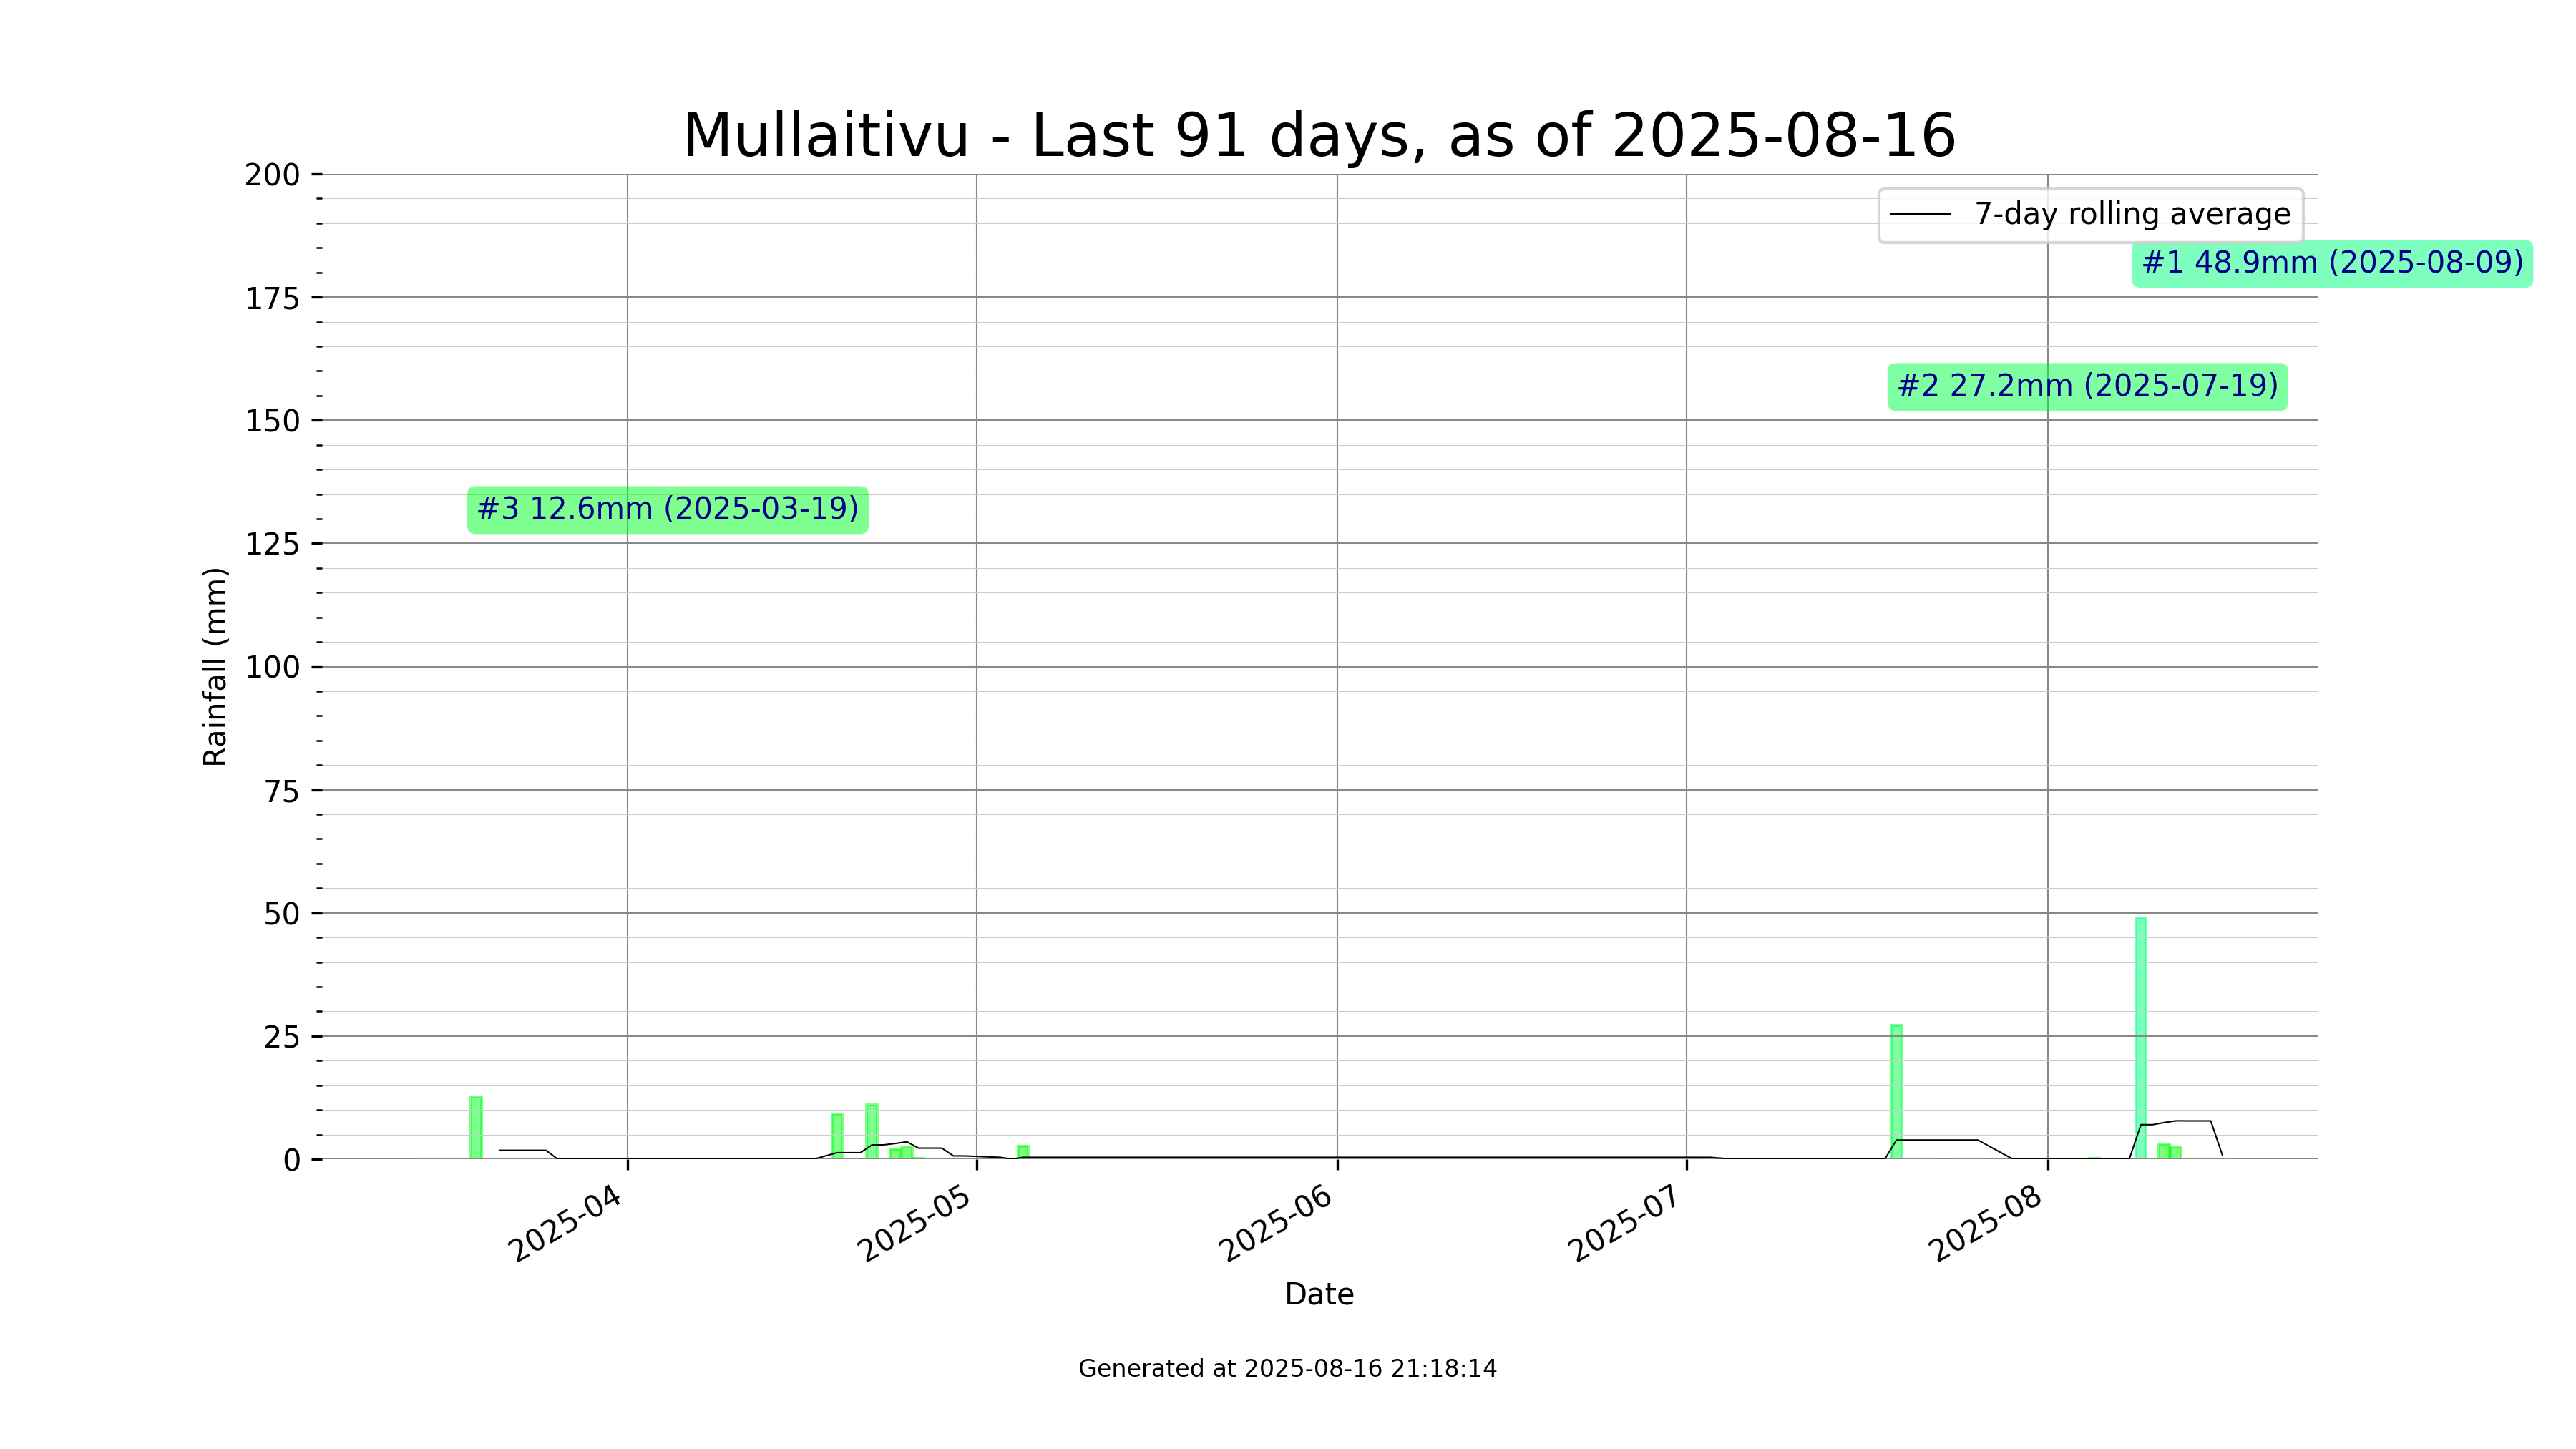 Mullaitivu - Last 91 days, as of 2025-08-16
200
7-day rolling average
#1 48.9mm (2025-08-09)
175
#2 27.2mm (2025-07-19)
150
#3 12.6mm (2025-03-19)
125
Rainfall (mm)
100
75
50
25
0
2025-04
2025-05
2025-06
2025-07
2025-08
Date
Generated at 2025-08-16 21:18:14